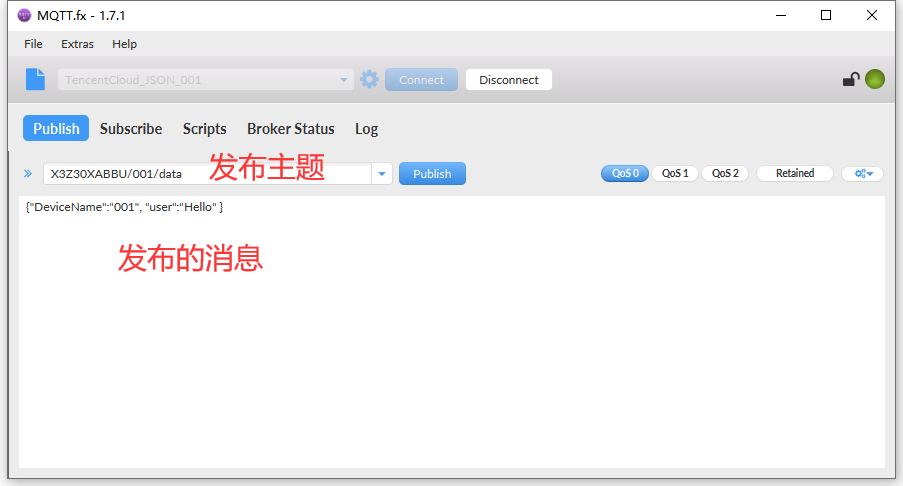 MQTT.fx - 1.7.1
File Extras Help
TencentCloud_JSON_001 Connect Disconnect
Publish Subscribe Scripts Broker Status Log
X3Z30XABBU/001/data 发布主题 Publish QoS 0 QoS 1 QoS 2 Retained
{"DeviceName":"001", "user":"Hello" }
发布的消息